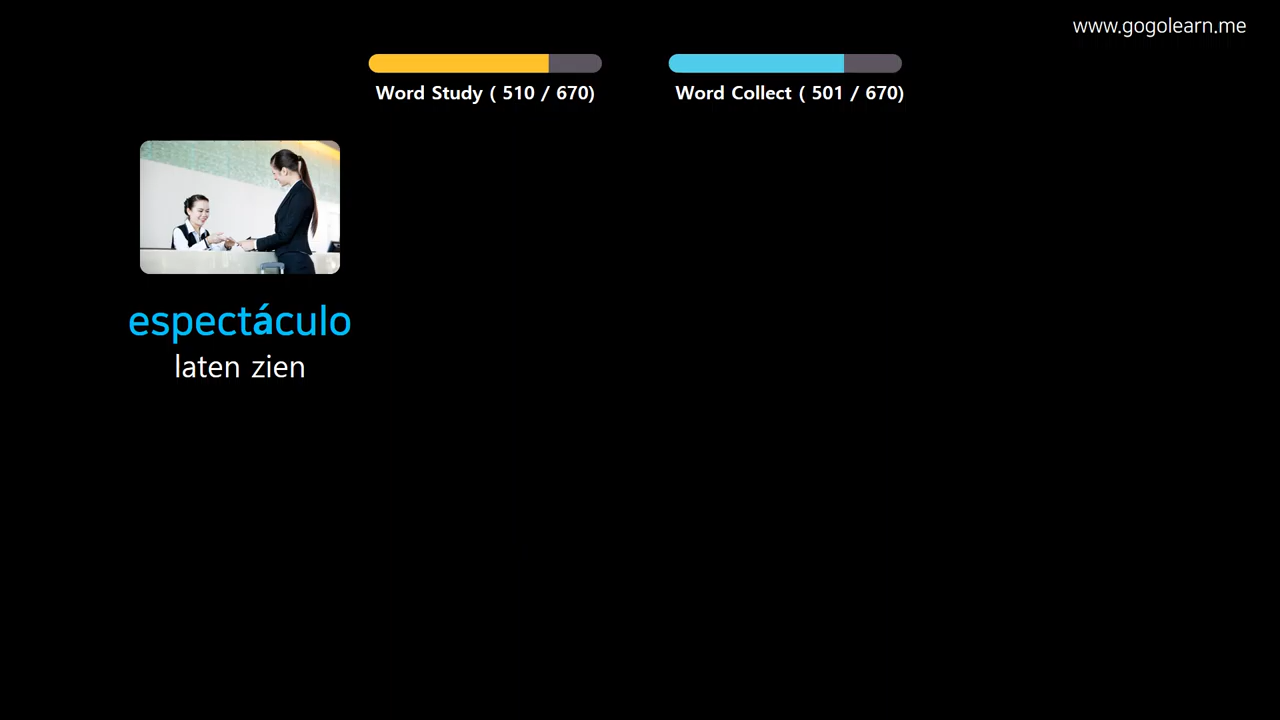 www.gogolearn.me
Word Study ( 510 / 670)
Word Collect ( 501 / 670)
espectáculo
laten zien